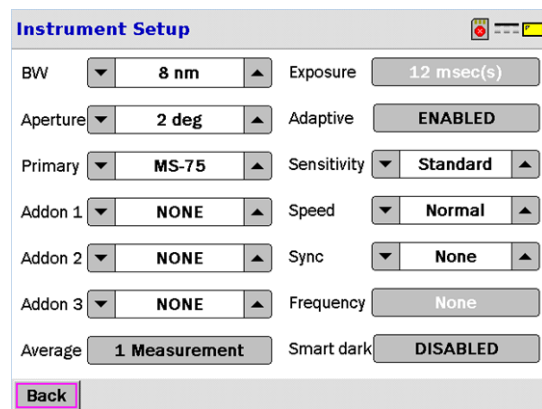 Instrument Setup
BW 8 nm Exposure 12 msec(s)
Aperture 2 deg Adaptive ENABLED
Primary MS-75 Sensitivity Standard
Addon 1 NONE Speed Normal
Addon 2 NONE Sync None
Addon 3 NONE Frequency None
Average 1 Measurement Smart dark DISABLED
Back